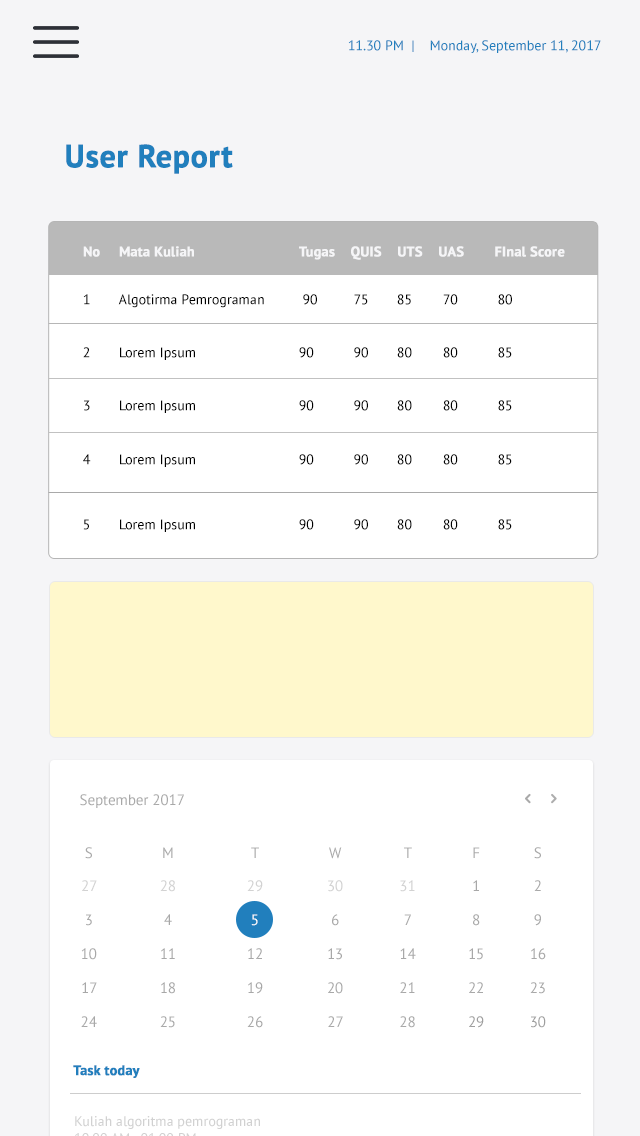 11.30 PM | Monday, September 11, 2017
User Report
No Mata Kuliah Tugas QUIS UTS UAS FInal Score
1 Algotirma Pemrograman 90 75 85 70 80
2 Lorem Ipsum 90 90 80 80 85
3 Lorem Ipsum 90 90 80 80 85
4 Lorem Ipsum 90 90 80 80 85
5 Lorem Ipsum 90 90 80 80 85
September 2017
S M T W T F S
27 28 29 30 31 1 2
3 4 5 6 7 8 9
10 11 12 13 14 15 16
17 18 19 20 21 22 23
24 25 26 27 28 29 30
Task today
Kuliah algoritma pemrograman